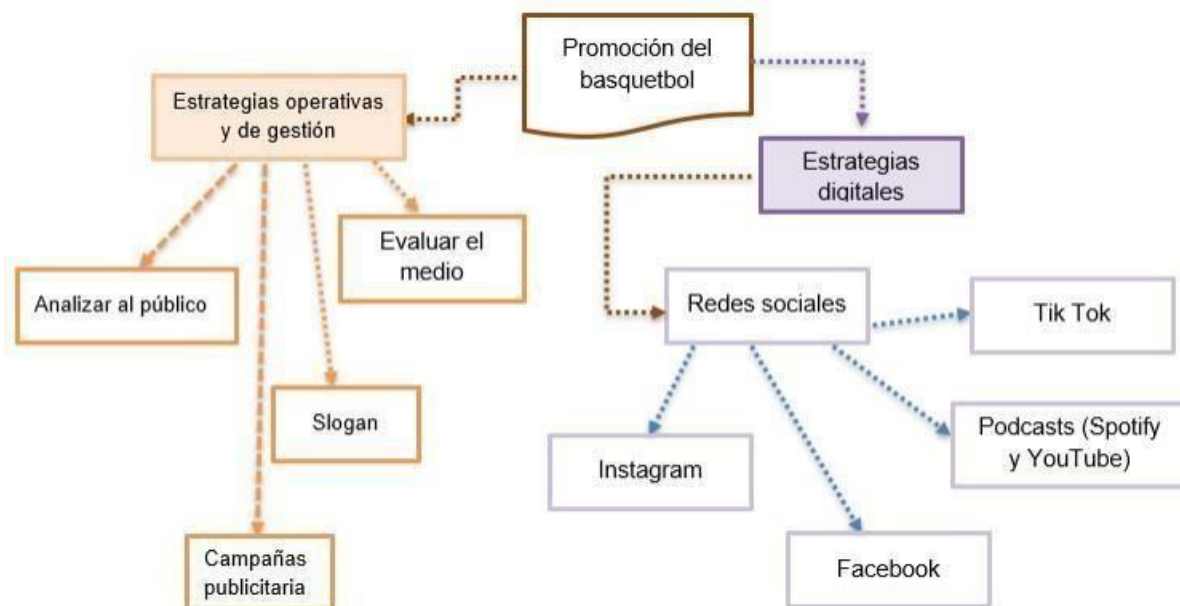 Promoción del
basquetbol
Estrategias operativas
y de gestión
Estrategias
digitales
Evaluar el
medio
Analizar al público
Redes sociales
Tik Tok
Slogan
Podcasts (Spotify
y YouTube)
Instagram
Campañas
publicitaria
Facebook